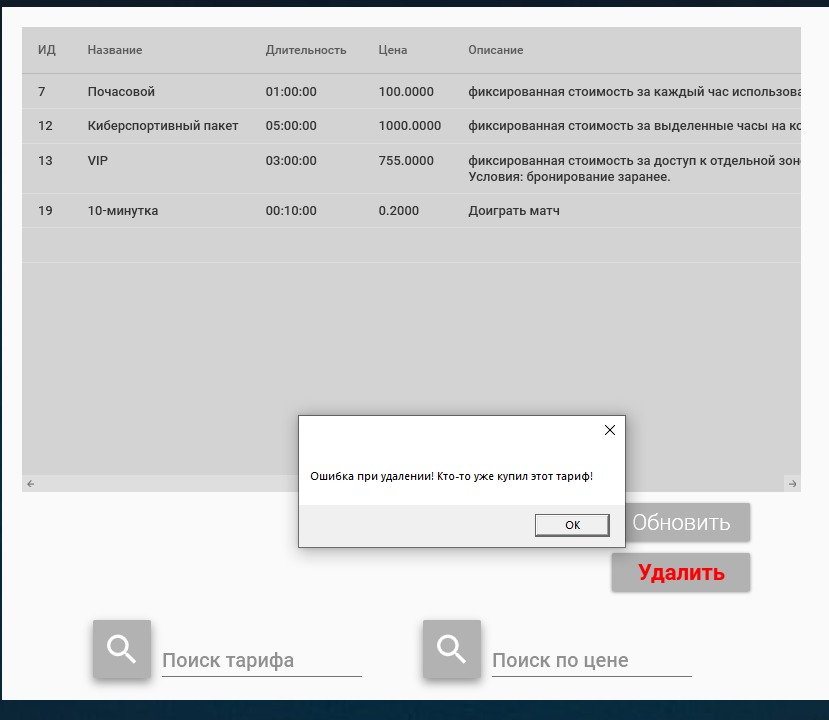 ИД Название Длительность Цена Описание
7 Почасовой 01:00:00 100.0000 фиксированная стоимость за каждый час
12 Киберспортивный пакет 05:00:00 1000.0000 фиксированная стоимость за выделенные часы на
13 VIP 03:00:00 755.0000 фиксированная стоимость за доступ к отдельной
Условия: бронирование заранее.
19 10-минутка 00:10:00 0.2000 Доиграть матч
Ошибка при удалении! Кто-то уже купил этот тариф!
OK
Обновить
Удалить
Поиск тарифа
Поиск по цене